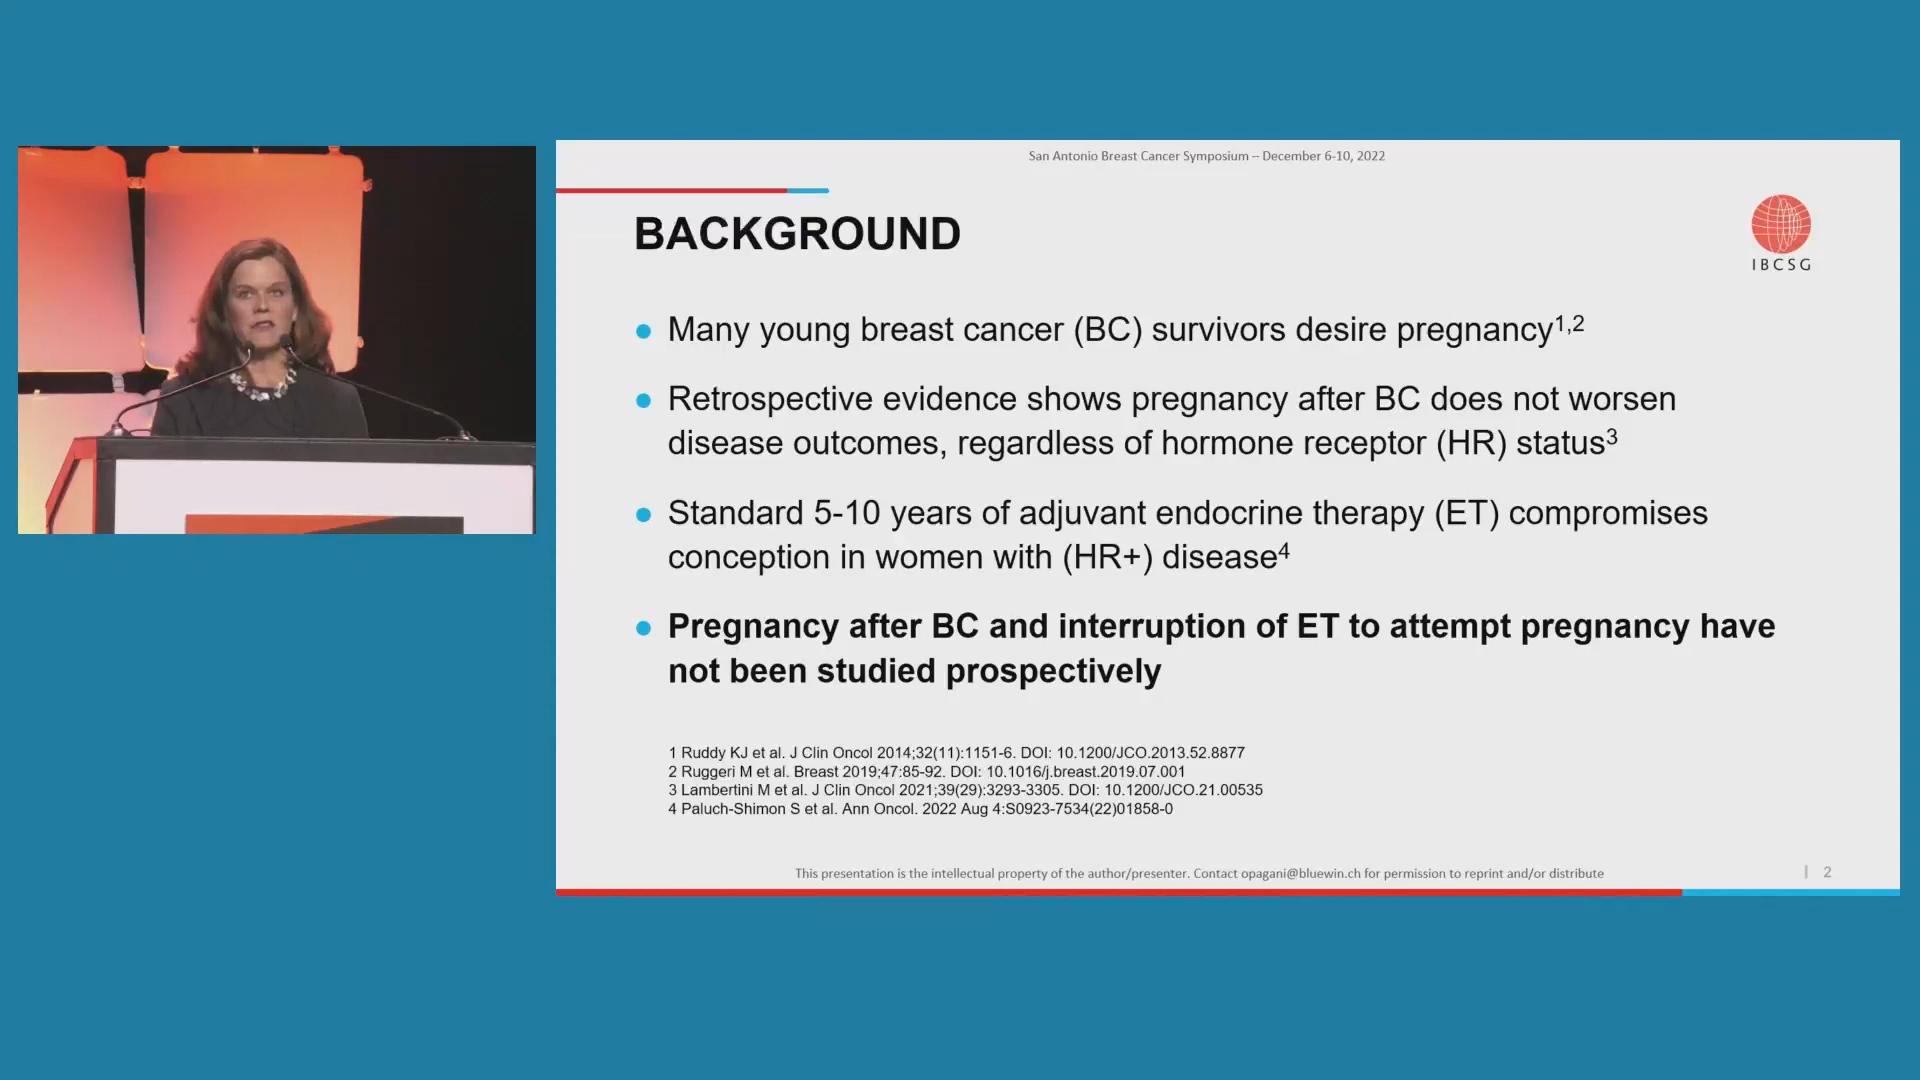 San Antonio Breast Cancer Symposium – December 6-10, 2022
BACKGROUND
IBCSG
● Many young breast cancer (BC) survivors desire pregnancy1,2
● Retrospective evidence shows pregnancy after BC does not worsen
disease outcomes, regardless of hormone receptor (HR) status3
● Standard 5-10 years of adjuvant endocrine therapy (ET) compromises
conception in women with (HR+) disease4
● Pregnancy after BC and interruption of ET to attempt pregnancy have
not been studied prospectively
1 Ruddy KJ et al. J Clin Oncol 2014;32(11):1151-6. DOI: 10.1200/JCO.2013.52.8877
2 Ruggeri M et al. Breast 2019;47:85-92. DOI: 10.1016/j.breast.2019.07.001
3 Lambertini M et al. J Clin Oncol 2021;39(29):3293-3305. DOI: 10.1200/JCO.21.00535
4 Paluch-Shimon S et al. Ann Oncol. 2022 Aug 4:S0923-7534(22)01858-0
This presentation is the intellectual property of the author/presenter. Contact opagani@bluewin.ch for permission to reprint and/or distribute
| 2